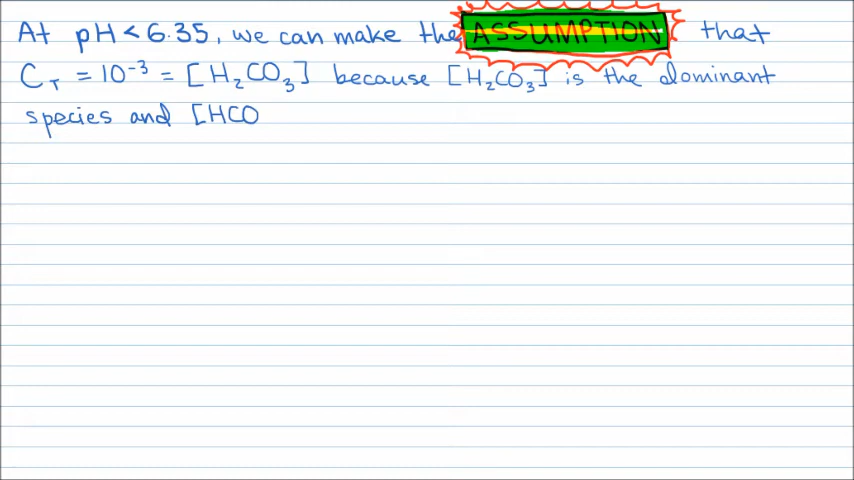 At pH < 6.35, we can make the ASSUMPTION that
C_T = 10⁻³ = [H₂CO₃] because [H₂CO₃] is the dominant
species and [HCO